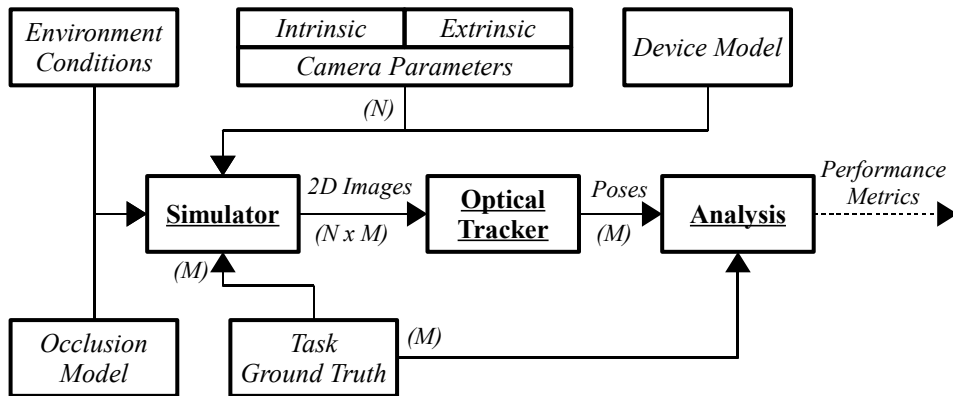 Environment
Conditions
Intrinsic
Extrinsic
Camera Parameters
Device Model
(N)
Simulator
2D Images
(N x M)
Optical
Tracker
Poses
(M)
Analysis
Performance
Metrics
(M)
Occlusion
Model
Task
Ground Truth
(M)